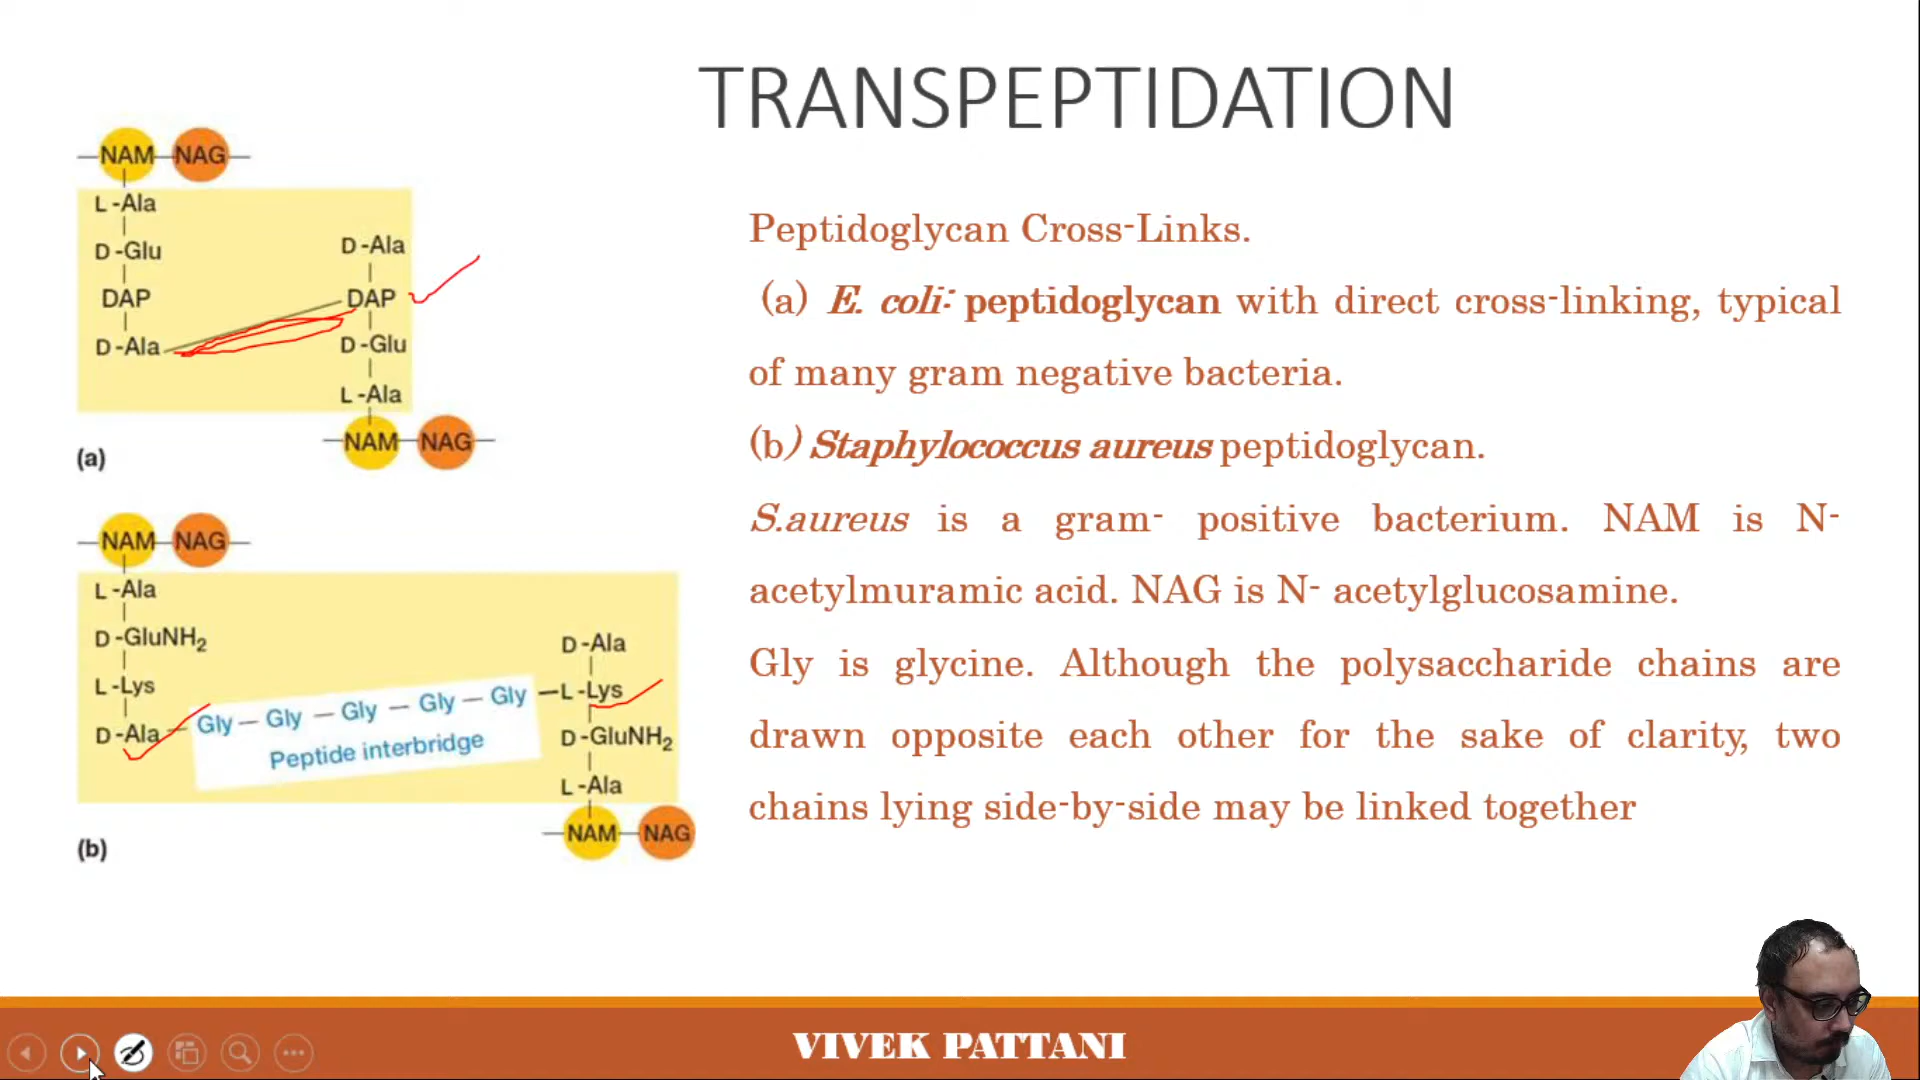 TRANSPEPTIDATION
NAM NAG
L-Ala
D-Glu
DAP
D-Ala
D-Ala
DAP
D-Glu
L-Ala
NAM NAG
(a)
NAM NAG
L-Ala
D-GluNH2
L-Lys
D-Ala
Gly — Gly — Gly — Gly — Gly
Peptide interbridge
D-Ala
L-Lys
D-GluNH2
L-Ala
NAM NAG
(b)
Peptidoglycan Cross-Links.
(a) E. coli: peptidoglycan with direct cross-linking, typical
of many gram negative bacteria.
(b) Staphylococcus aureus peptidoglycan.
S.aureus is a gram- positive bacterium. NAM is N-
acetylmuramic acid. NAG is N- acetylglucosamine.
Gly is glycine. Although the polysaccharide chains are
drawn opposite each other for the sake of clarity, two
chains lying side-by-side may be linked together
VIVEK PATTANI